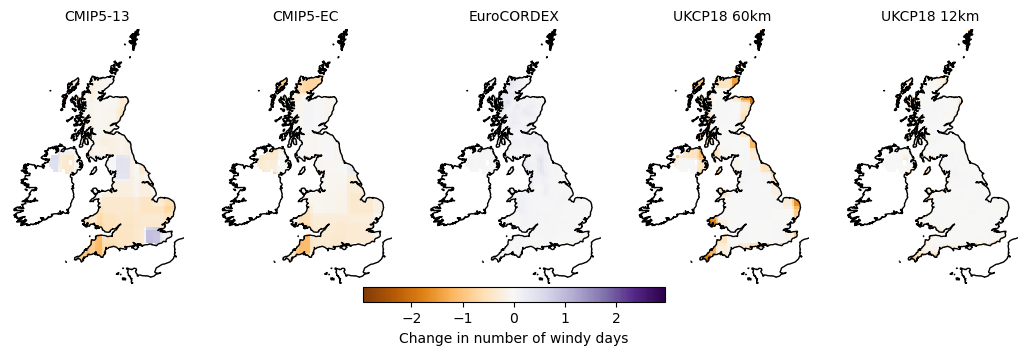 CMIP5-13 CMIP5-EC EuroCORDEX UKCP18 60km UKCP18 12km
−2 −1 0 1 2
Change in number of windy days